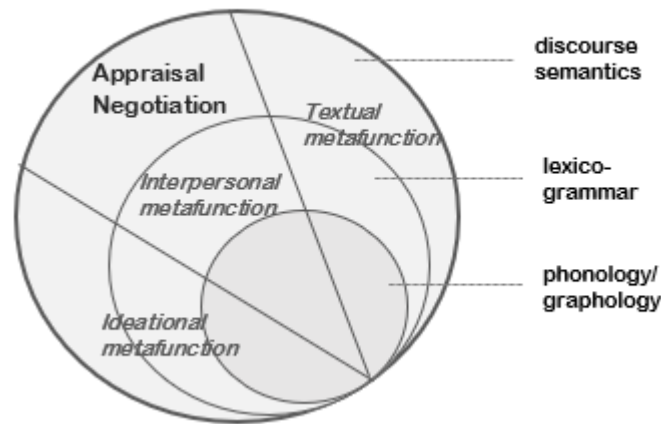 Appraisal
Negotiation
Textual
metafunction
Interpersonal
metafunction
Ideational
metafunction
discourse
semantics
lexico-
grammar
phonology/
graphology